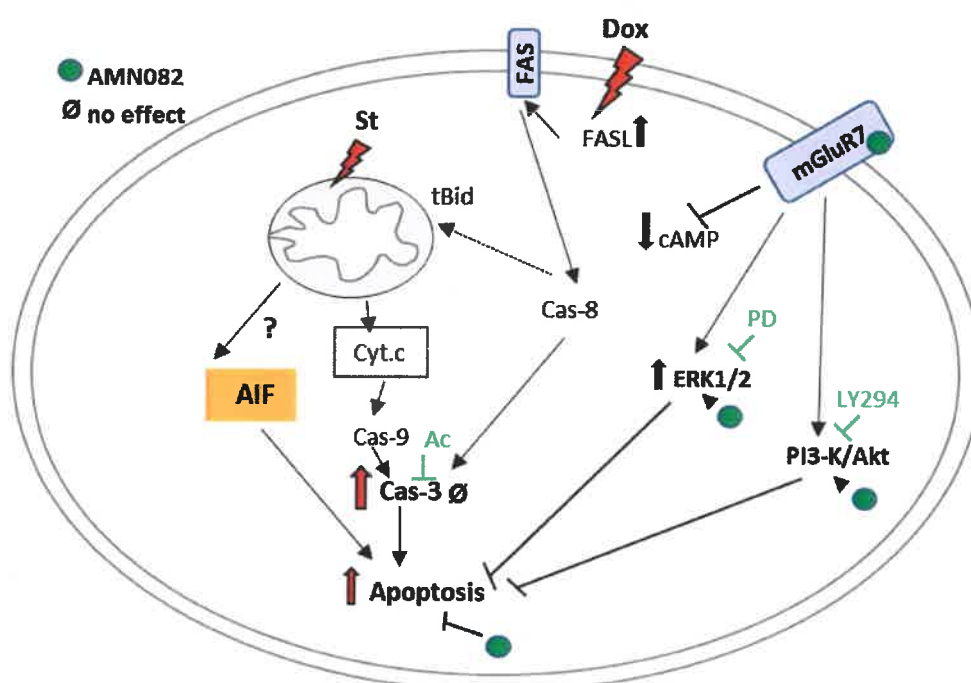 AMN082
Ø no effect
St
FAS
Dox
FASL
mGluR7
tBid
cAMP
Cas-8
?
Cyt.c
PD
AIF
ERK1/2
LY294
Cas-9
Ac
PI3-K/Akt
Cas-3 Ø
Apoptosis